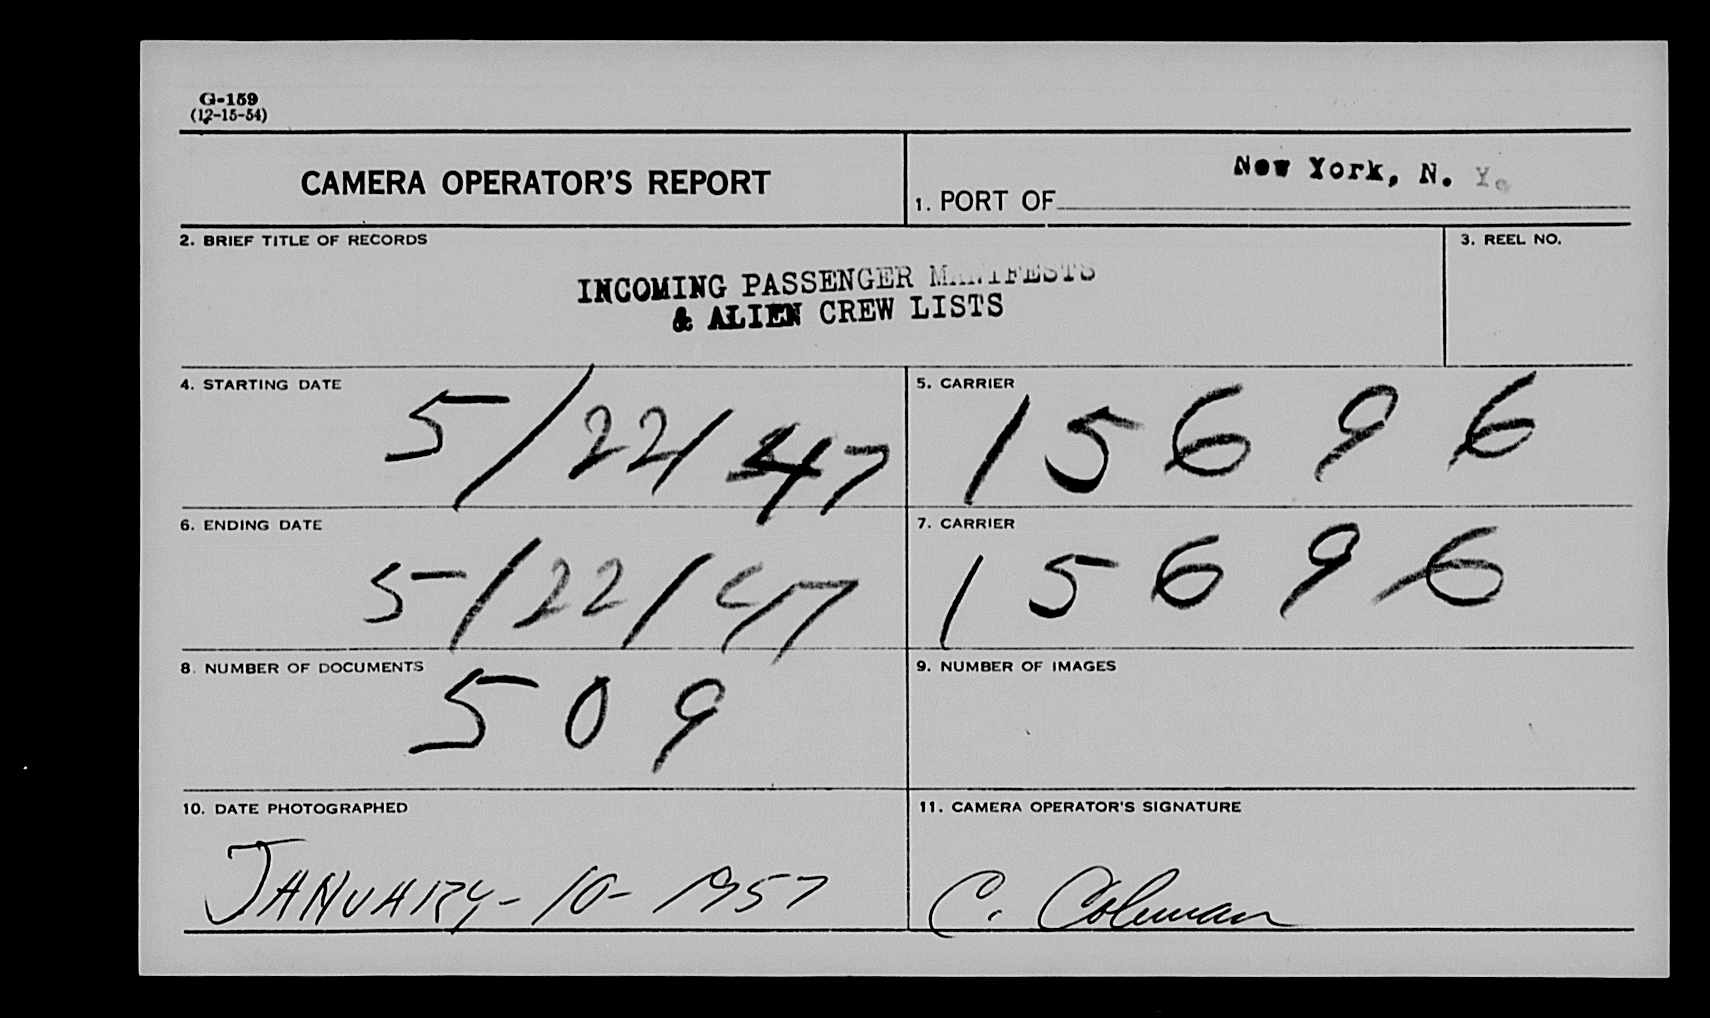 G-159
(12-15-54)
CAMERA OPERATOR'S REPORT
1. PORT OF New York, N. Y.
2. BRIEF TITLE OF RECORDS
3. REEL NO.
INCOMING PASSENGER MANIFESTS
& ALIEN CREW LISTS
4. STARTING DATE 5/22/47
5. CARRIER 15696
6. ENDING DATE 5/22/47
7. CARRIER 15696
8. NUMBER OF DOCUMENTS 509
9. NUMBER OF IMAGES
10. DATE PHOTOGRAPHED
JANUARY-10-1957
11. CAMERA OPERATOR'S SIGNATURE
C. Coleman